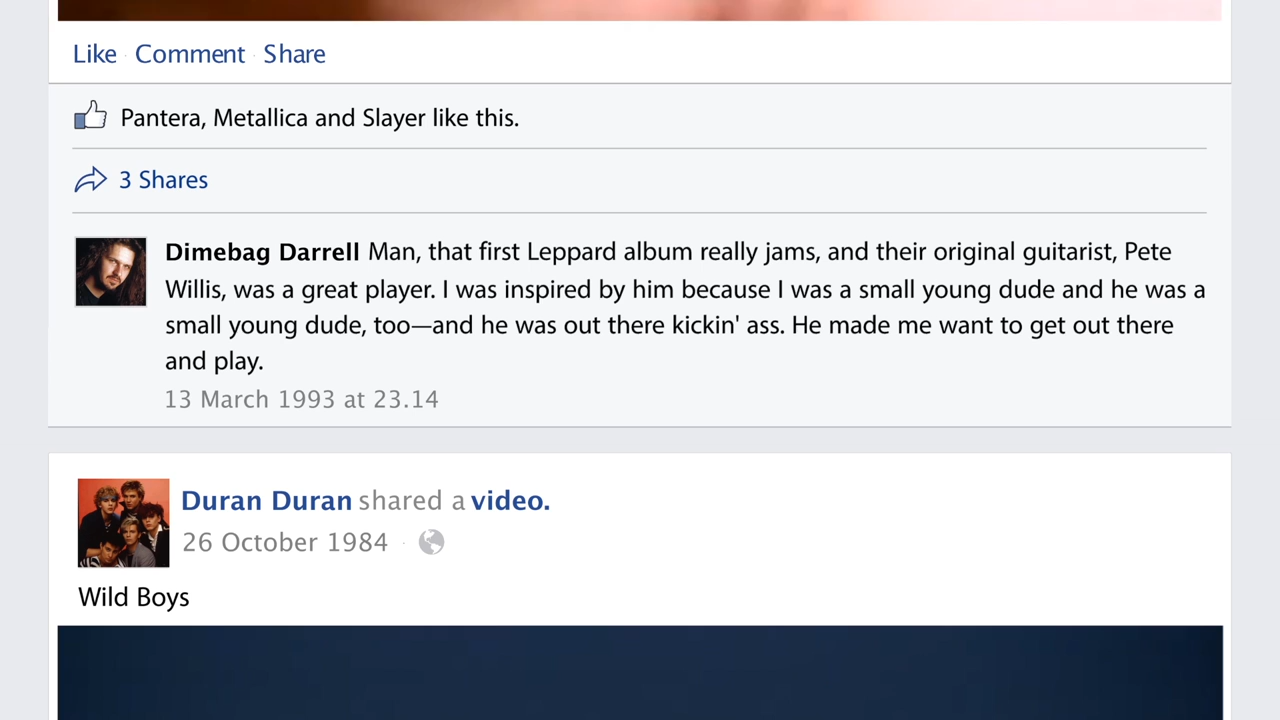 Like · Comment · Share
Pantera, Metallica and Slayer like this.
3 Shares
Dimebag Darrell Man, that first Leppard album really jams, and their original guitarist, Pete
Willis, was a great player. I was inspired by him because I was a small young dude and he was a
small young dude, too—and he was out there kickin' ass. He made me want to get out there
and play.
13 March 1993 at 23.14
Duran Duran shared a video.
26 October 1984 ·
Wild Boys